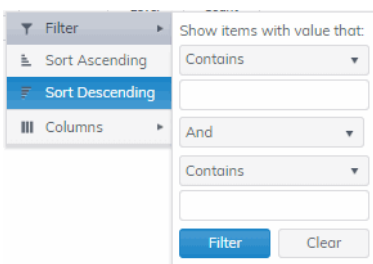 Filter
Sort Ascending
Sort Descending
Columns
Show items with value that:
Contains
And
Contains
Filter Clear